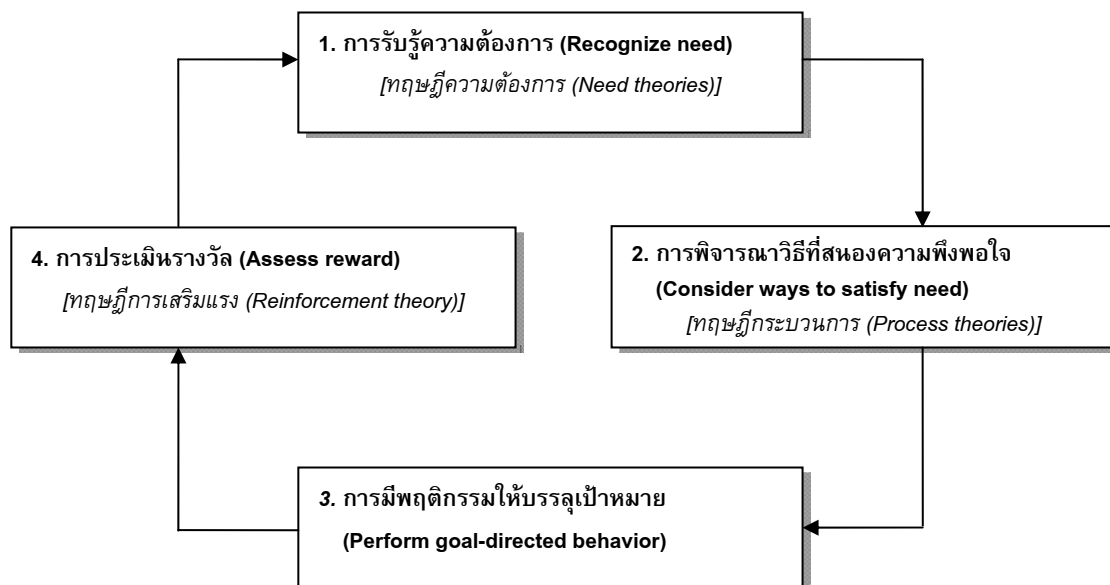 1. การรับรู้ความต้องการ (Recognize need)
[ทฤษฎีความต้องการ (Need theories)]
2. การพิจารณาวิธีที่สนองความพึงพอใจ
(Consider ways to satisfy need)
[ทฤษฎีกระบวนการ (Process theories)]
3. การมีพฤติกรรมให้บรรลุเป้าหมาย
(Perform goal-directed behavior)
4. การประเมินรางวัล (Assess reward)
[ทฤษฎีการเสริมแรง (Reinforcement theory)]